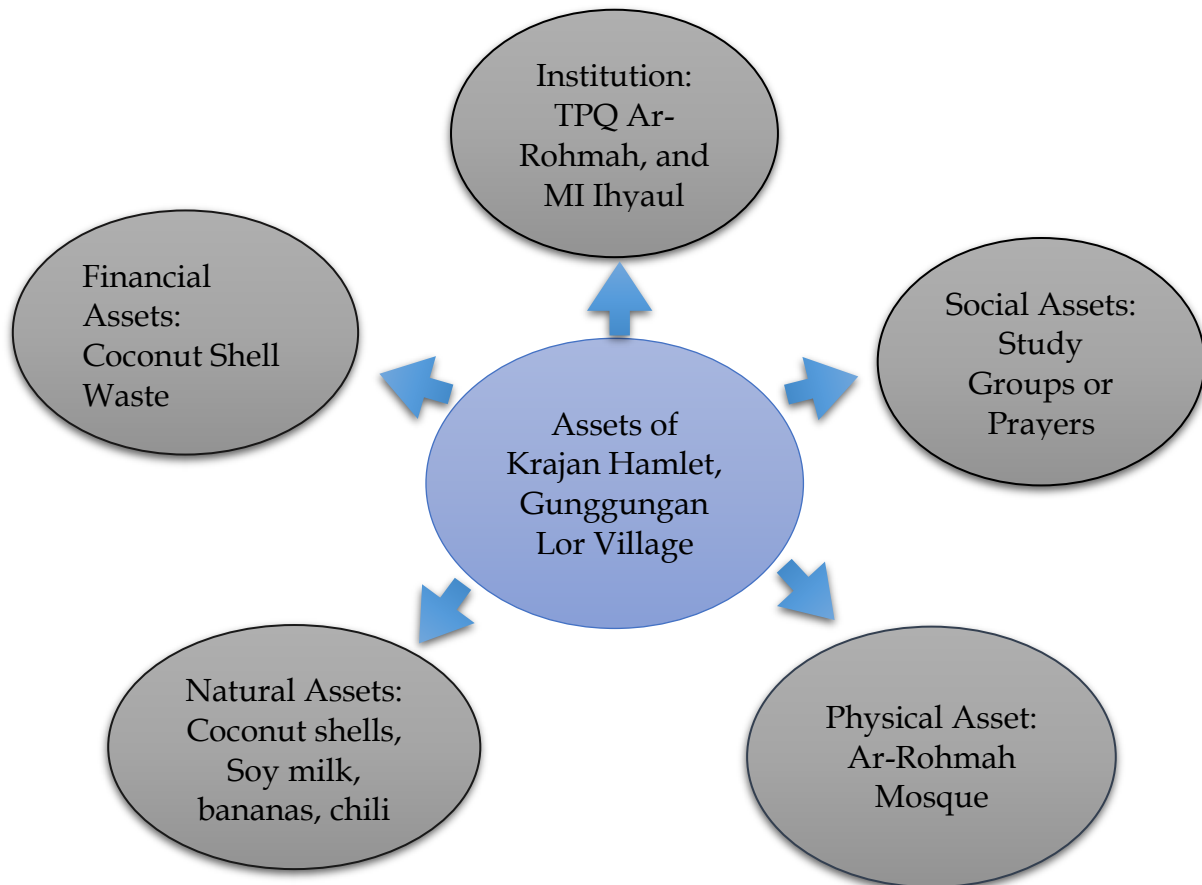 Institution:
TPQ Ar-
Rohmah, and
MI Ihyaul
Financial
Assets:
Coconut Shell
Waste
Social Assets:
Study
Groups or
Prayers
Assets of
Krajan Hamlet,
Gunggungan
Lor Village
Natural Assets:
Coconut shells,
Soy milk,
bananas, chili
Physical Asset:
Ar-Rohmah
Mosque